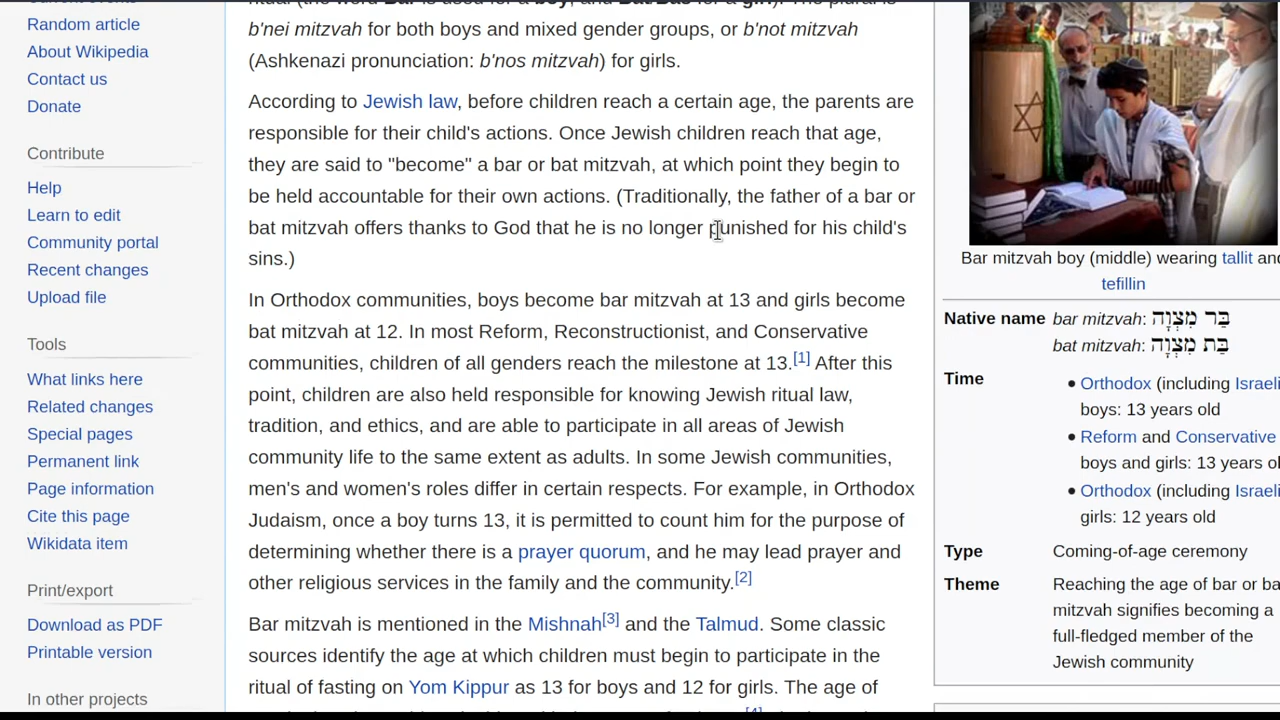 Random article
About Wikipedia
Contact us
Donate
Contribute
Help
Learn to edit
Community portal
Recent changes
Upload file
Tools
What links here
Related changes
Special pages
Permanent link
Page information
Cite this page
Wikidata item
Print/export
Download as PDF
Printable version
In other projects
b'nei mitzvah for both boys and mixed gender groups, or b'not mitzvah
(Ashkenazi pronunciation: b'nos mitzvah) for girls.
According to Jewish law, before children reach a certain age, the parents are
responsible for their child's actions. Once Jewish children reach that age,
they are said to "become" a bar or bat mitzvah, at which point they begin to
be held accountable for their own actions. (Traditionally, the father of a bar or
bat mitzvah offers thanks to God that he is no longer punished for his child's
sins.)
In Orthodox communities, boys become bar mitzvah at 13 and girls become
bat mitzvah at 12. In most Reform, Reconstructionist, and Conservative
communities, children of all genders reach the milestone at 13.[1] After this
point, children are also held responsible for knowing Jewish ritual law,
tradition, and ethics, and are able to participate in all areas of Jewish
community life to the same extent as adults. In some Jewish communities,
men's and women's roles differ in certain respects. For example, in Orthodox
Judaism, once a boy turns 13, it is permitted to count him for the purpose of
determining whether there is a prayer quorum, and he may lead prayer and
other religious services in the family and the community.[2]
Bar mitzvah is mentioned in the Mishnah[3] and the Talmud. Some classic
sources identify the age at which children must begin to participate in the
ritual of fasting on Yom Kippur as 13 for boys and 12 for girls. The age of
Bar mitzvah boy (middle) wearing tallit and
tefillin
Native name bar mitzvah: בַּר מִצְוָה
bat mitzvah: בַּת מִצְוָה
Time
• Orthodox (including Israeli
boys: 13 years old
• Reform and Conservative
boys and girls: 13 years ol
• Orthodox (including Israeli
girls: 12 years old
Type Coming-of-age ceremony
Theme Reaching the age of bar or ba
mitzvah signifies becoming a
full-fledged member of the
Jewish community